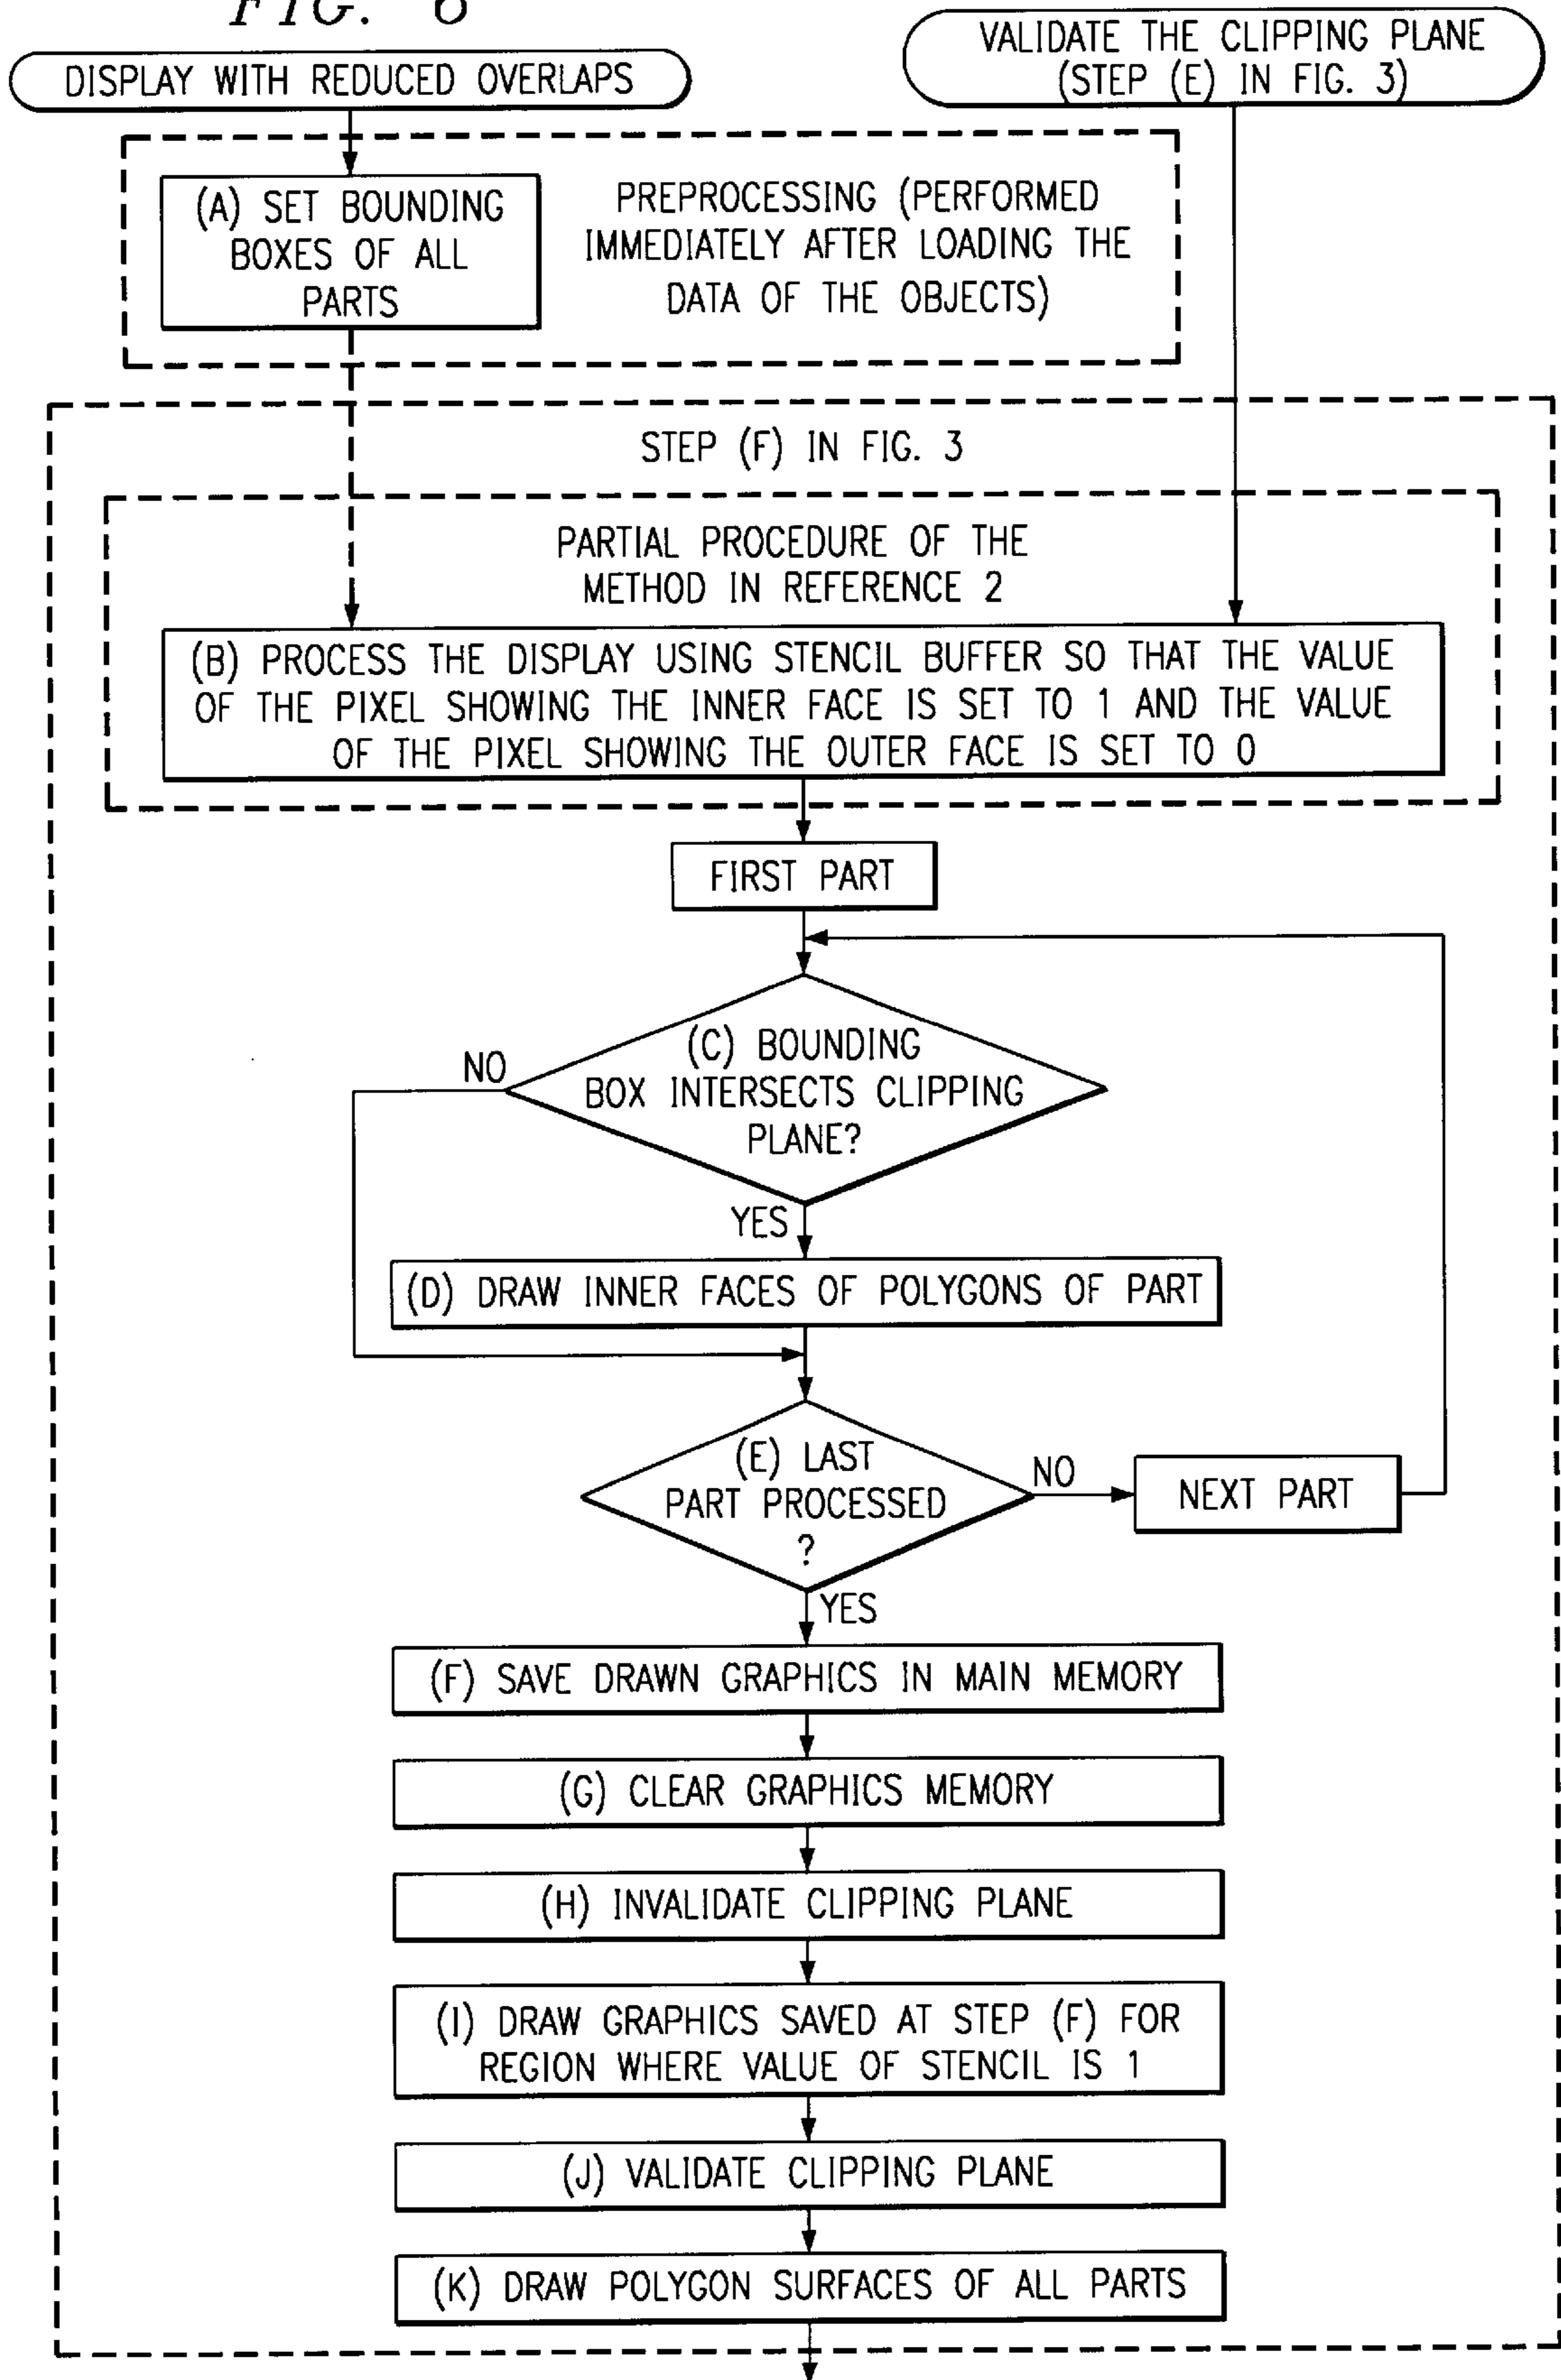 FIG. 6
DISPLAY WITH REDUCED OVERLAPS
VALIDATE THE CLIPPING PLANE
(STEP (E) IN FIG. 3)
(A) SET BOUNDING
BOXES OF ALL
PARTS
PREPROCESSING (PERFORMED
IMMEDIATELY AFTER LOADING THE
DATA OF THE OBJECTS)
STEP (F) IN FIG. 3
PARTIAL PROCEDURE OF THE
METHOD IN REFERENCE 2
(B) PROCESS THE DISPLAY USING STENCIL BUFFER SO THAT THE VALUE
OF THE PIXEL SHOWING THE INNER FACE IS SET TO 1 AND THE VALUE
OF THE PIXEL SHOWING THE OUTER FACE IS SET TO 0
FIRST PART
(C) BOUNDING
BOX INTERSECTS CLIPPING
PLANE?
NO
YES
(D) DRAW INNER FACES OF POLYGONS OF PART
(E) LAST
PART PROCESSED
?
NO
NEXT PART
YES
(F) SAVE DRAWN GRAPHICS IN MAIN MEMORY
(G) CLEAR GRAPHICS MEMORY
(H) INVALIDATE CLIPPING PLANE
(I) DRAW GRAPHICS SAVED AT STEP (F) FOR
REGION WHERE VALUE OF STENCIL IS 1
(J) VALIDATE CLIPPING PLANE
(K) DRAW POLYGON SURFACES OF ALL PARTS